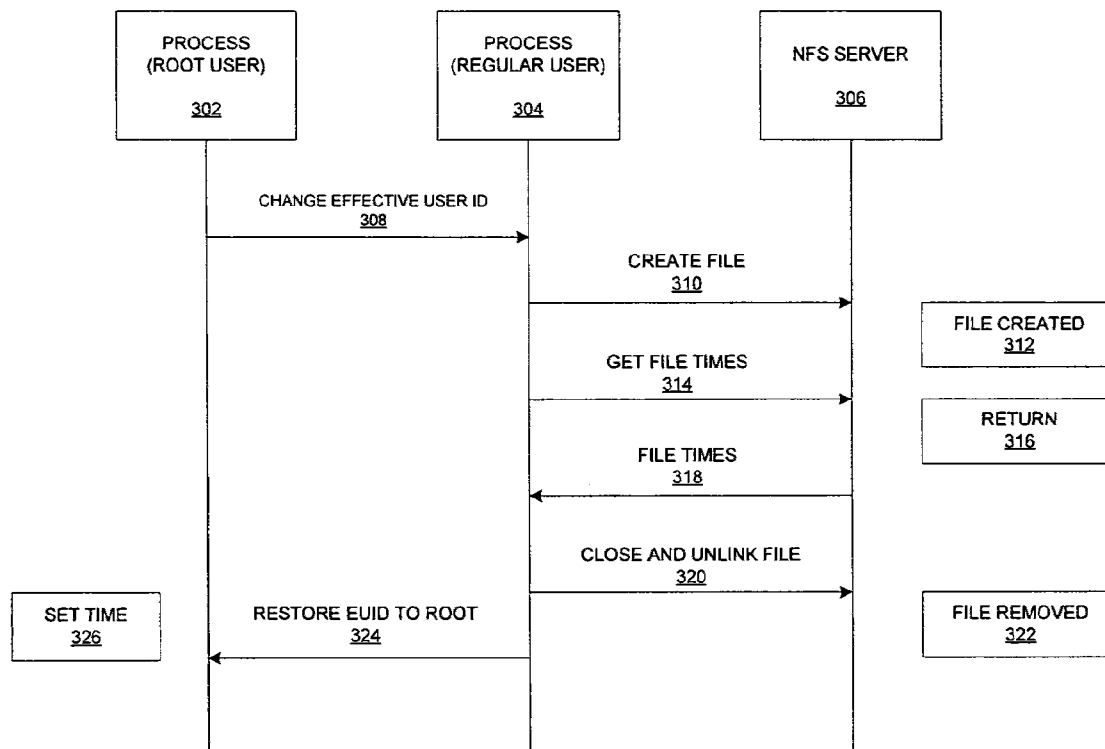 PROCESS
(ROOT USER)
302
PROCESS
(REGULAR USER)
304
NFS SERVER
306
CHANGE EFFECTIVE USER ID
308
CREATE FILE
310
FILE CREATED
312
GET FILE TIMES
314
RETURN
316
FILE TIMES
318
CLOSE AND UNLINK FILE
320
SET TIME
326
RESTORE EUID TO ROOT
324
FILE REMOVED
322